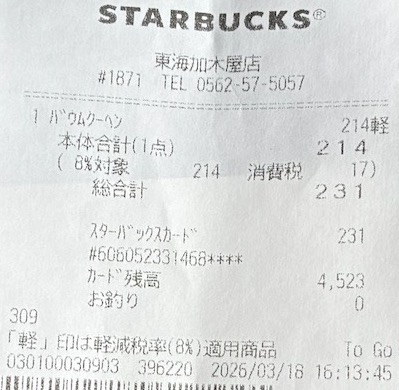 STARBUCKS®
東海加木屋店
#1871 TEL 0562-57-5057
1 バウムクーヘン 214軽
本体合計(1点) 214
( 8%対象 214 消費税 17)
総合計 231
スターバックスカード 231
#606052331468****
カード残高 4,523
お釣り 0
309
「軽」印は軽減税率(8%)適用商品 To Go
030100030903 396220 2026/03/18 16:13:45